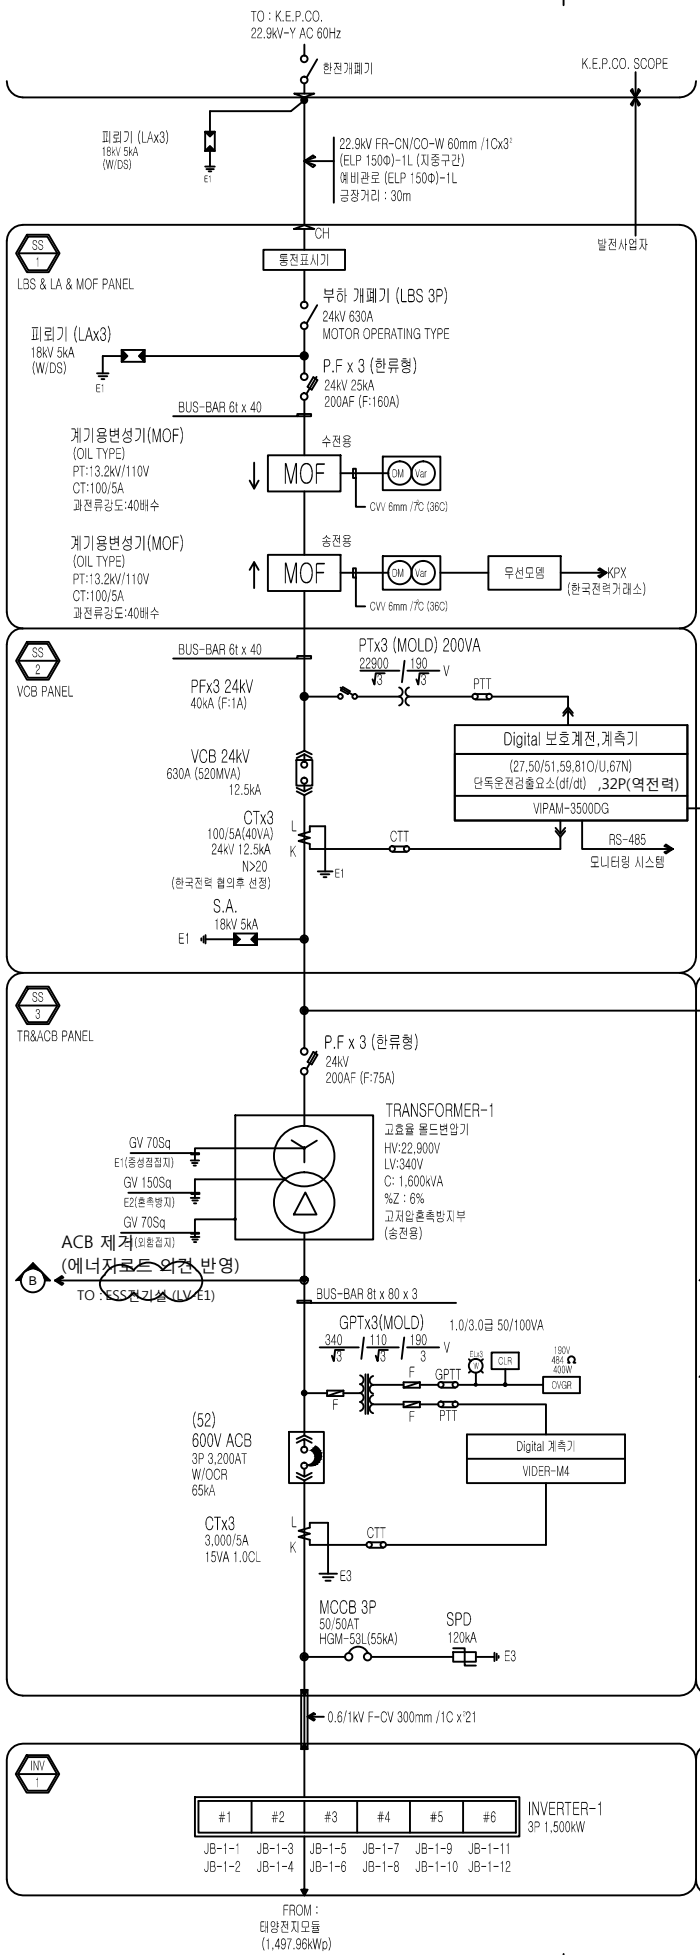 TO : K.E.P.CO.
22.9kV-Y AC 60Hz
한전개폐기
K.E.P.CO. SCOPE
피뢰기 (LAx3)
18kV 5kA
(W/DS)
E1
22.9kV FR-CN/CO-W 60mm /1Cx3²
(ELP 150Φ)-1L (지중구간)
예비관로 (ELP 150Φ)-1L
긍장거리 : 30m
발전사업자
SS
1
LBS & LA & MOF PANEL
CH
통전표시기
부하 개폐기 (LBS 3P)
24kV 630A
MOTOR OPERATING TYPE
피뢰기 (LAx3)
18kV 5kA
(W/DS)
E1
P.F x 3 (한류형)
24kV 25kA
200AF (F:160A)
BUS-BAR 6t x 40
계기용변성기(MOF)
(OIL TYPE)
PT:13.2kV/110V
CT:100/5A
과전류강도:40배수
수전용
MOF
DM
Var
CVV 6mm /7C (36C)
계기용변성기(MOF)
(OIL TYPE)
PT:13.2kV/110V
CT:100/5A
과전류강도:40배수
송전용
MOF
DM
Var
무선모뎀
KPX
(한국전력거래소)
CVV 6mm /7C (36C)
SS
2
VCB PANEL
BUS-BAR 6t x 40
PTx3 (MOLD) 200VA
22900/√3 / 190/√3 V
PFx3 24kV
40kA (F:1A)
PTT
Digital 보호계전,계측기
(27,50/51,59,81O/U,67N)
단독운전검출요소(df/dt) ,32P(역전력)
VIPAM-3500DG
VCB 24kV
630A (520MVA)
12.5kA
CTx3
100/5A(40VA)
24kV 12.5kA
N>20
(한국전력 협의후 선정)
L
K
CTT
E1
RS-485
모니터링 시스템
S.A.
18kV 5kA
E1
SS
3
TR&ACB PANEL
P.F x 3 (한류형)
24kV
200AF (F:75A)
TRANSFORMER-1
고효율 몰드변압기
HV:22,900V
LV:340V
C: 1,600kVA
%Z : 6%
고저압혼촉방지부
(송전용)
GV 70Sq
E1(중성점접지)
GV 150Sq
E2(혼촉방지)
GV 70Sq
(외함접지)
ACB 제거
(에너지로드 의견 반영)
B
TO : ESS전기실 (LV-E1)
BUS-BAR 8t x 80 x 3
GPTx3(MOLD)
340/√3 / 110/√3 / 190/3 V
1.0/3.0급 50/100VA
F
F
GPTT
CLR
190V
484 Ω
400W
OVGR
F
PTT
(52)
600V ACB
3P 3,200AT
W/OCR
65kA
Digital 계측기
VIDER-M4
CTx3
3,000/5A
15VA 1.0CL
L
K
CTT
E3
MCCB 3P
50/50AT
HGM-53L(55kA)
SPD
120kA
E3
0.6/1kV F-CV 300mm /1C x²21
INV
1
#1 #2 #3 #4 #5 #6
INVERTER-1
3P 1,500kW
JB-1-1 JB-1-3 JB-1-5 JB-1-7 JB-1-9 JB-1-11
JB-1-2 JB-1-4 JB-1-6 JB-1-8 JB-1-10 JB-1-12
FROM :
태양전지모듈
(1,497.96kWp)